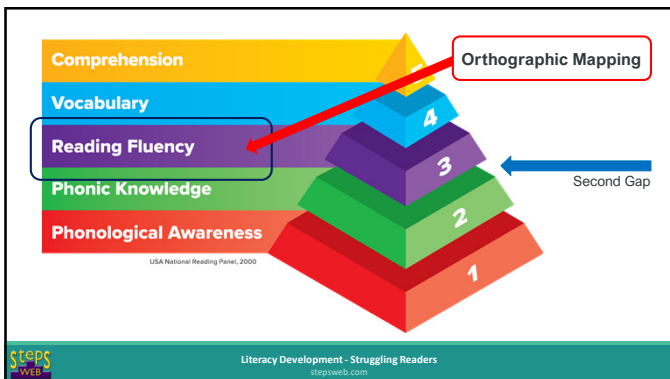 Comprehension
Orthographic Mapping
Vocabulary
4
Reading Fluency
3
Second Gap
Phonic Knowledge
2
Phonological Awareness
1
USA National Reading Panel, 2000
StePS
WEB
Literacy Development - Struggling Readers
stepsweb.com